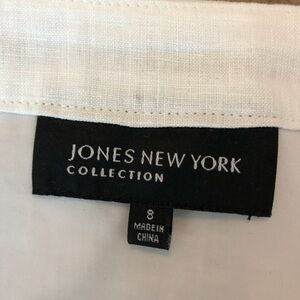 JONES NEW YORK
COLLECTION
8
MADE IN
CHINA